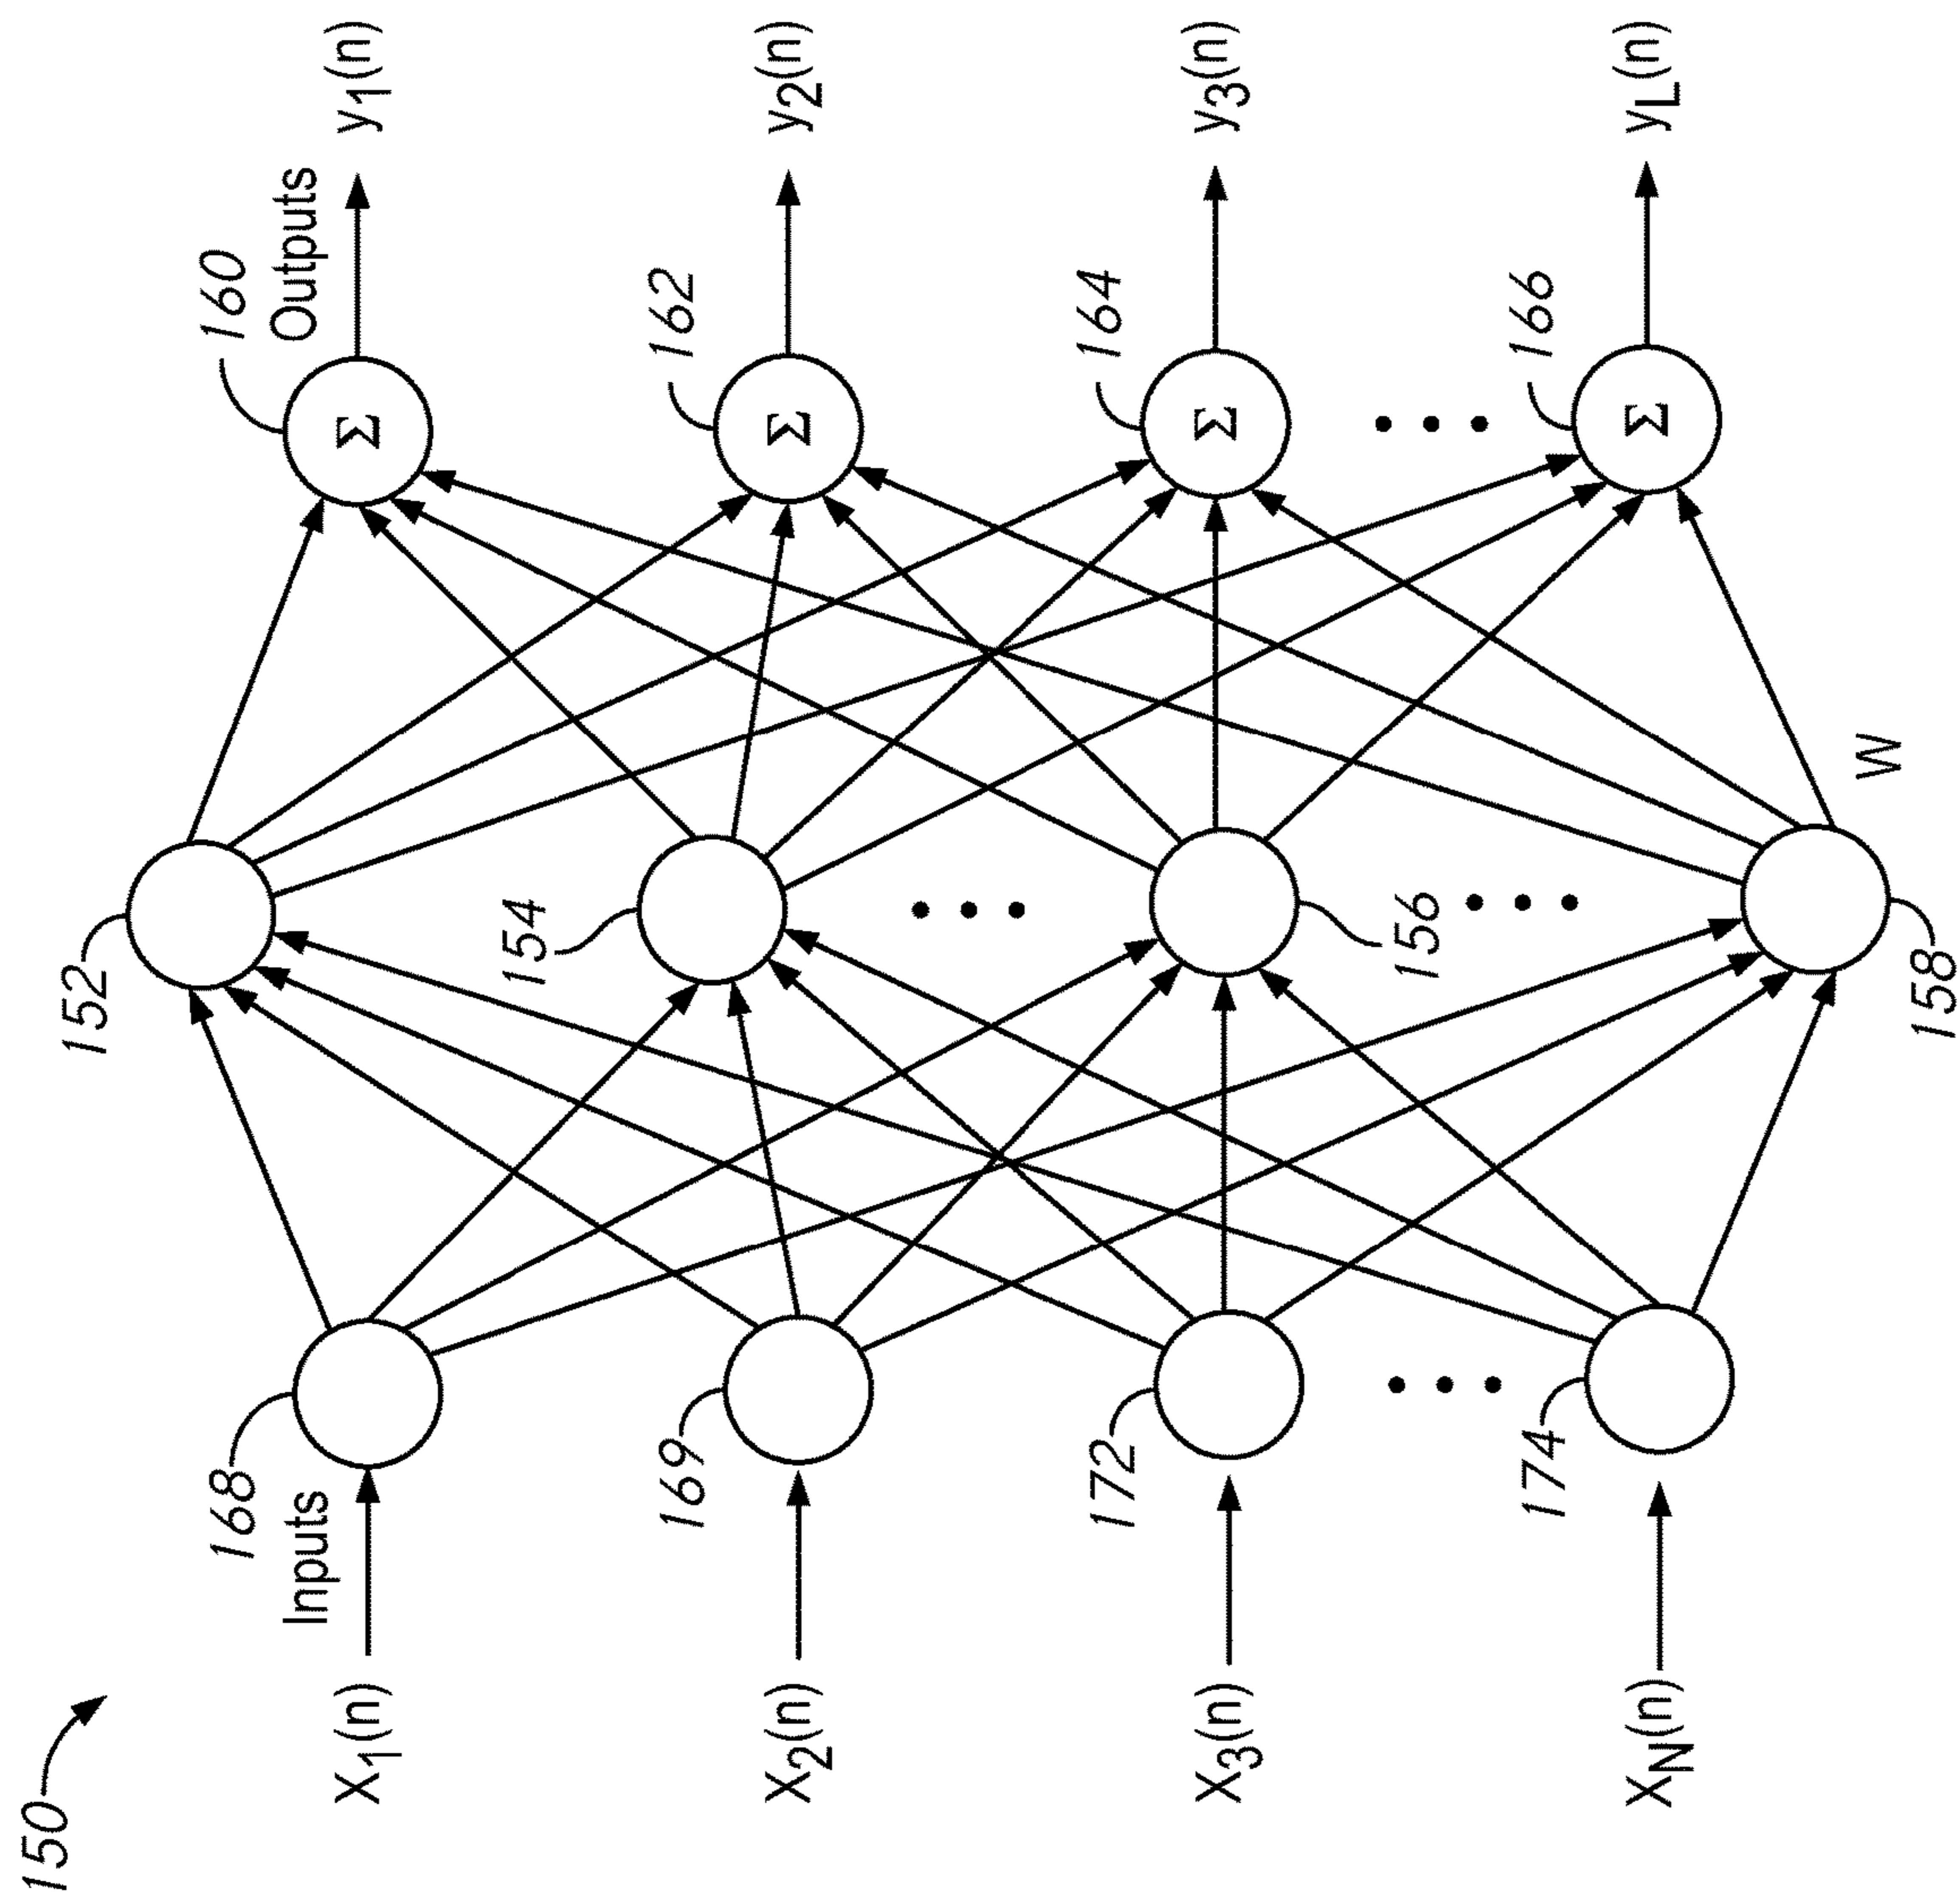 150
X1(n)
X2(n)
X3(n)
XN(n)
Inputs
168
169
172
174
152
154
156
158
W
160
162
164
166
Σ
Σ
Σ
Σ
Outputs
y1(n)
y2(n)
y3(n)
yL(n)